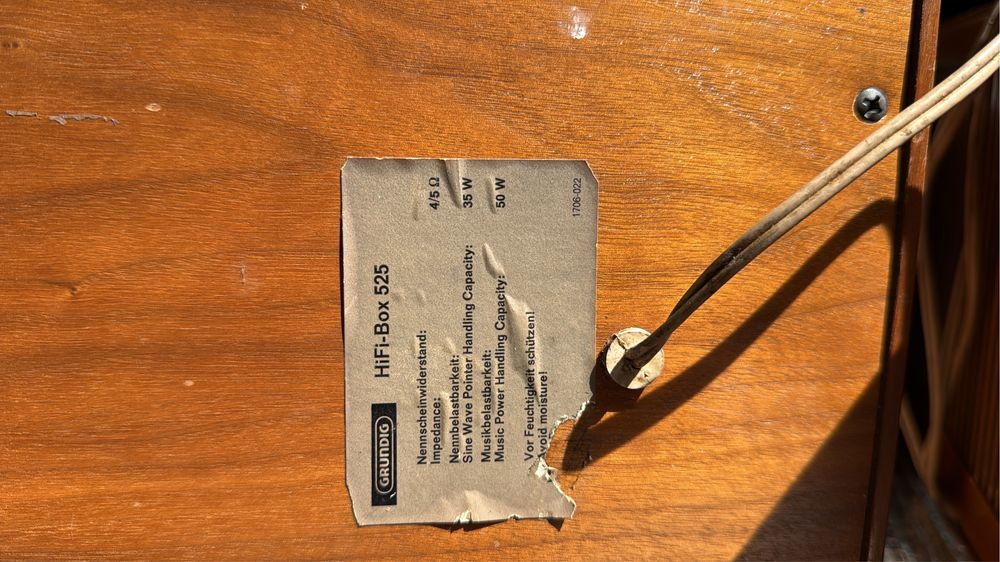 GRUNDIG HiFi-Box 525
Nennscheinwiderstand:
Impedance: 4/5 Ω
Nennbelastbarkeit:
Sine Wave Pointer Handling Capacity: 35 W
Musikbelastbarkeit:
Music Power Handling Capacity: 50 W
Vor Feuchtigkeit schützen!
Avoid moisture!
1706-022